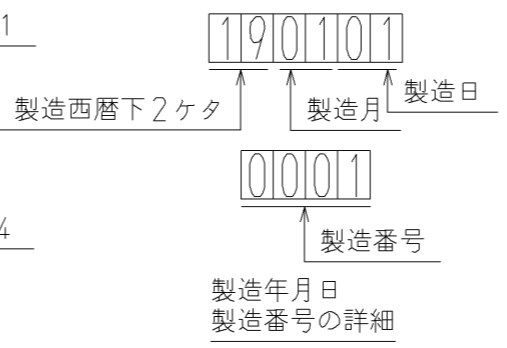 1
190101
製造西暦下2ケタ
製造月
製造日
0001
4
製造番号
製造年月日
製造番号の詳細